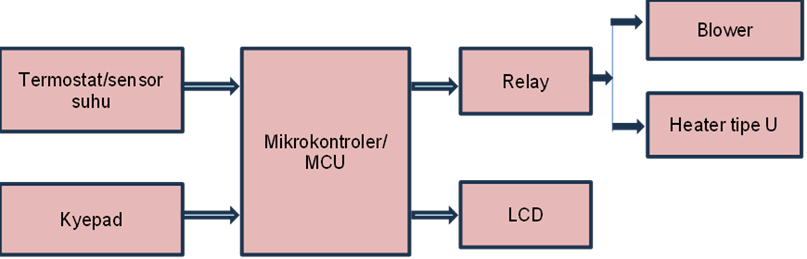 Termostat/sensor
suhu
Kyepad
Mikrokontroler/
MCU
Relay
LCD
Blower
Heater tipe U